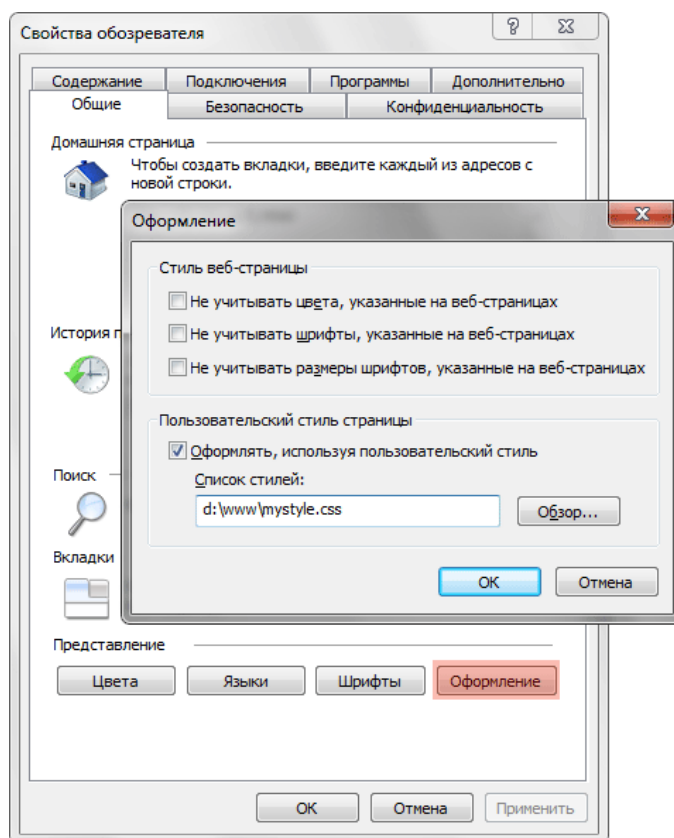 Свойства обозревателя
Содержание Подключения Программы Дополнительно
Общие Безопасность Конфиденциальность
Домашняя страница
Чтобы создать вкладки, введите каждый из адресов с
новой строки.
Оформление
Стиль веб-страницы
Не учитывать цвета, указанные на веб-страницах
Не учитывать шрифты, указанные на веб-страницах
Не учитывать размеры шрифтов, указанные на веб-страницах
История п
Пользовательский стиль страницы
Оформлять, используя пользовательский стиль
Поиск
Список стилей:
d:\www\mystyle.css Обзор...
Вкладки
ОК Отмена
Представление
Цвета Языки Шрифты Оформление
ОК Отмена Применить